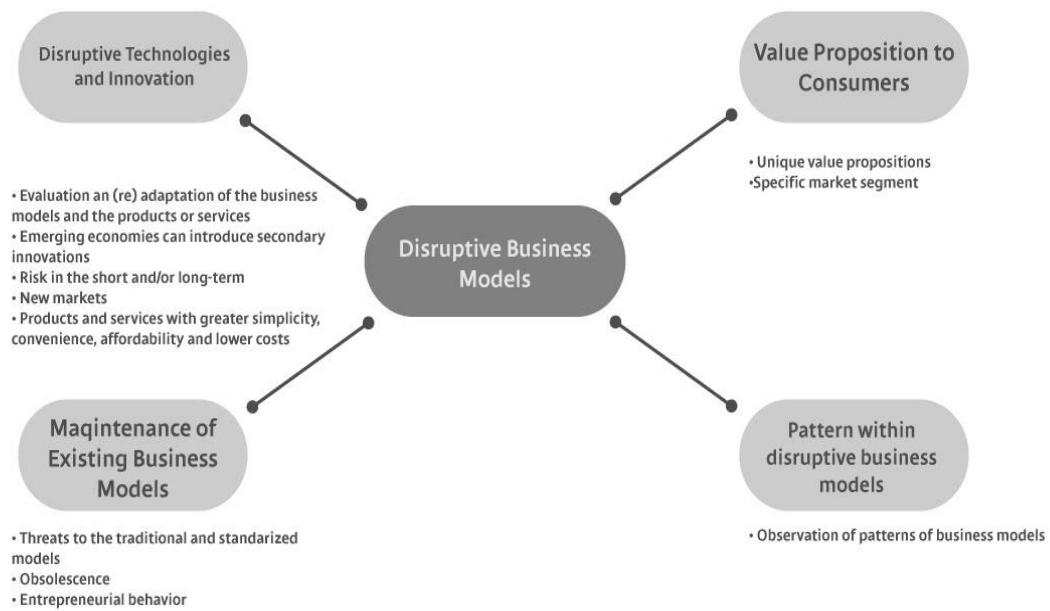 Disruptive Technologies
and Innovation
• Evaluation an (re) adaptation of the business
models and the products or services
• Emerging economies can introduce secondary
innovations
• Risk in the short and/or long-term
• New markets
• Products and services with greater simplicity,
convenience, affordability and lower costs
Value Proposition to
Consumers
• Unique value propositions
•Specific market segment
Disruptive Business
Models
Maqintenance of
Existing Business
Models
• Threats to the traditional and standarized
models
• Obsolescence
• Entrepreneurial behavior
Pattern within
disruptive business
models
• Observation of patterns of business models